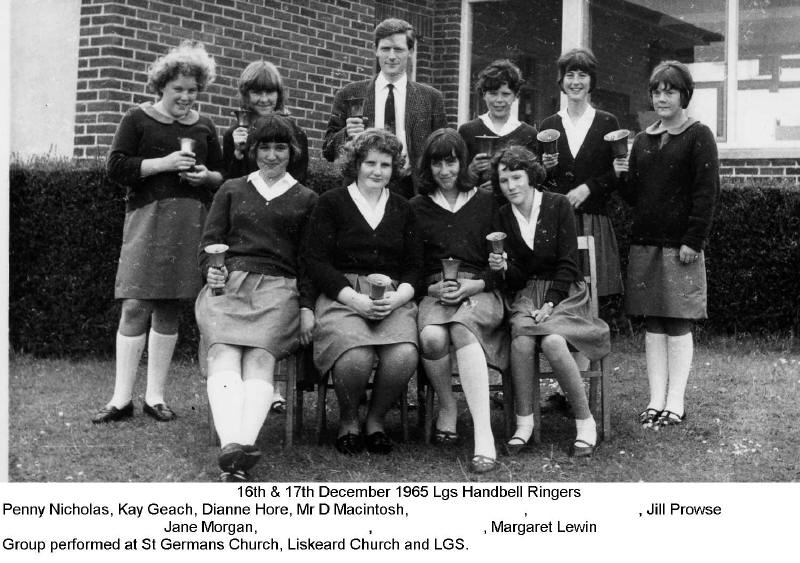 16th & 17th December 1965 Lgs Handbell Ringers
Penny Nicholas, Kay Geach, Dianne Hore, Mr D Macintosh, , , Jill Prowse
Jane Morgan, , , Margaret Lewin
Group performed at St Germans Church, Liskeard Church and LGS.